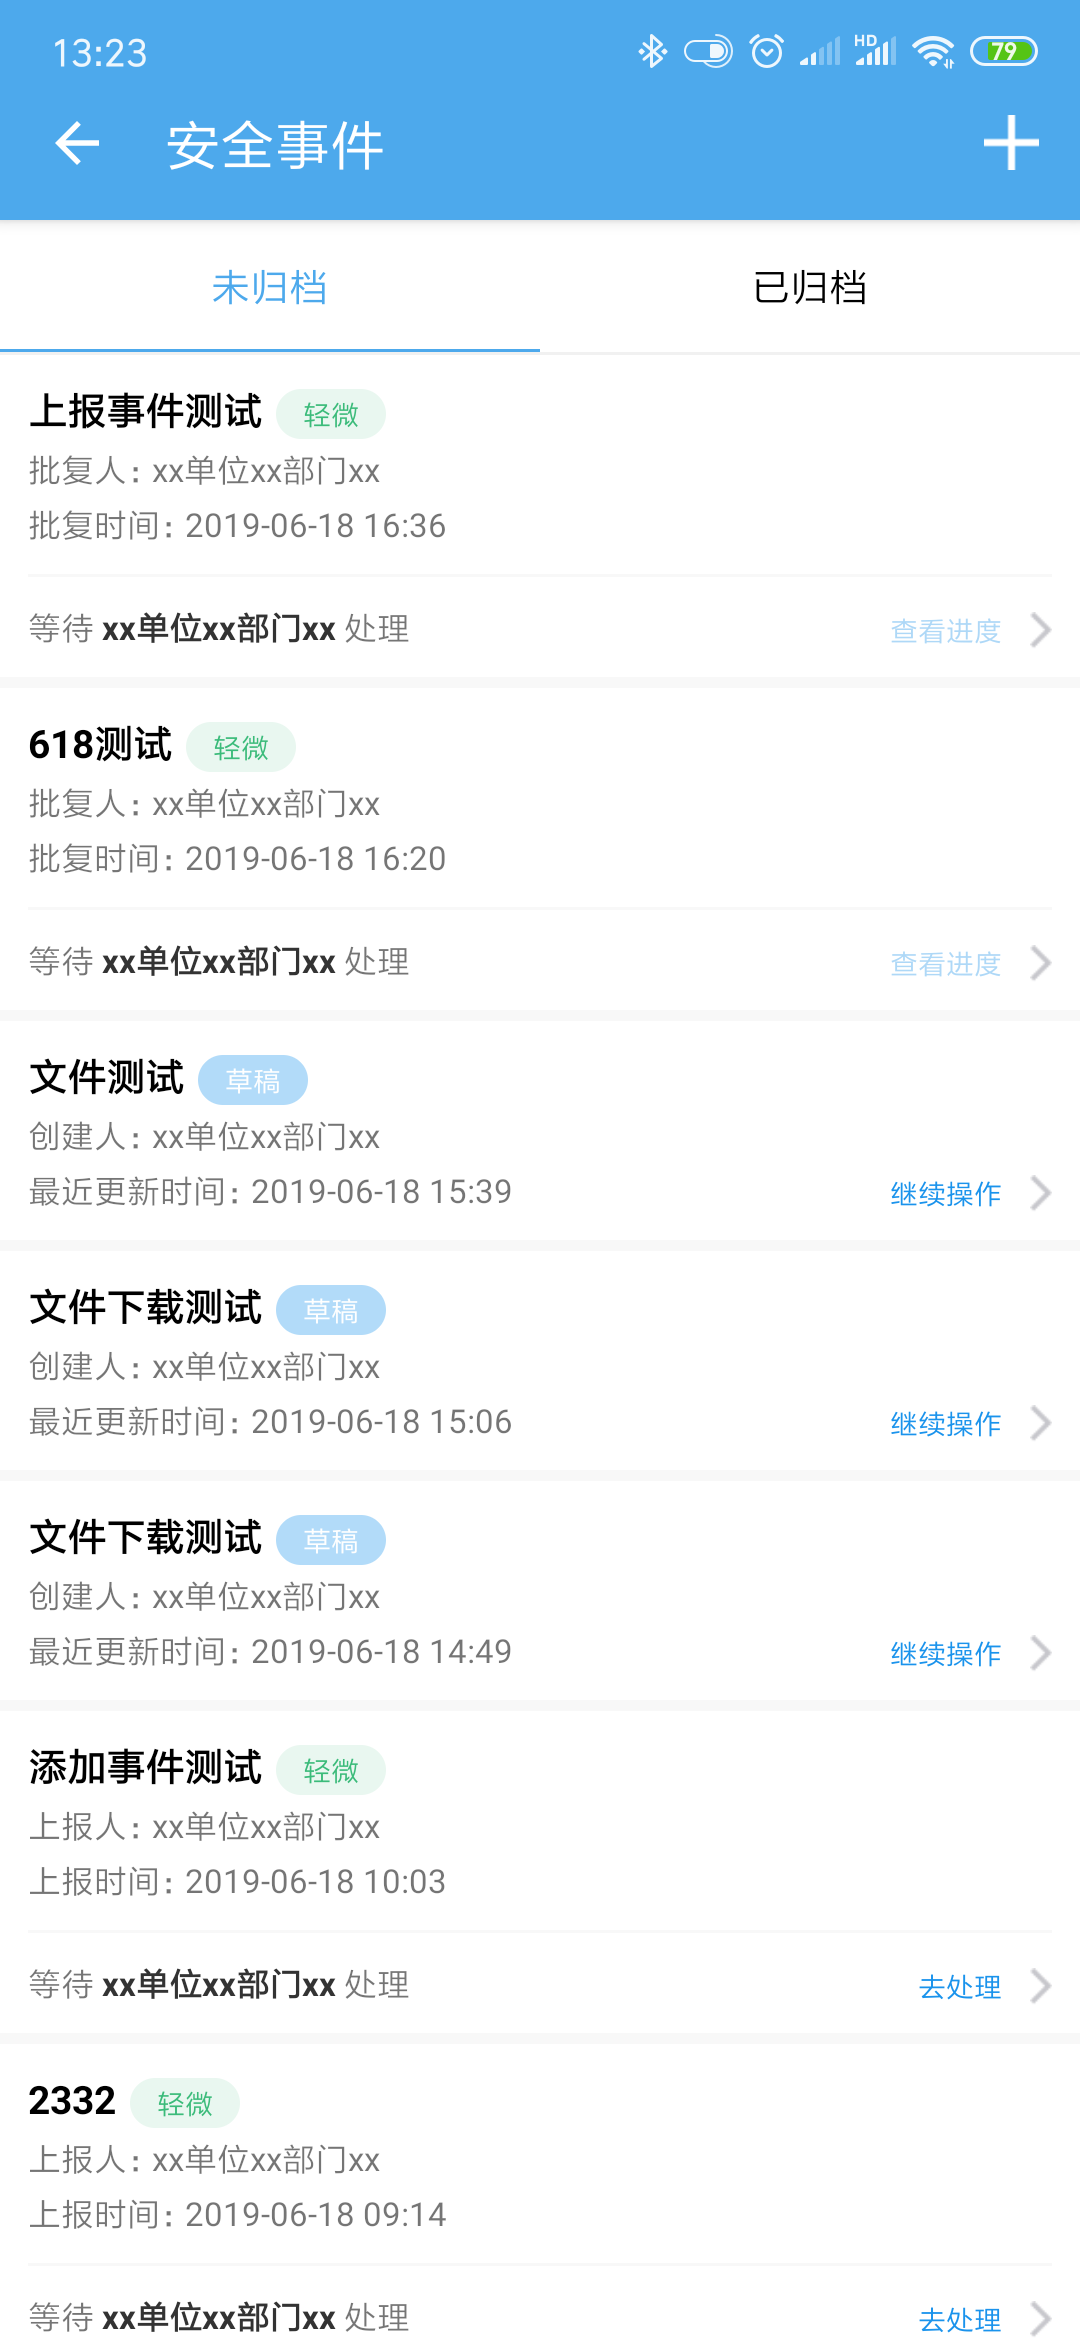 13:23
HD
79
安全事件
未归档
已归档
上报事件测试 轻微
批复人: xx单位xx部门xx
批复时间: 2019-06-18 16:36
等待 xx单位xx部门xx 处理 查看进度
618测试 轻微
批复人: xx单位xx部门xx
批复时间: 2019-06-18 16:20
等待 xx单位xx部门xx 处理 查看进度
文件测试 草稿
创建人: xx单位xx部门xx
最近更新时间: 2019-06-18 15:39 继续操作
文件下载测试 草稿
创建人: xx单位xx部门xx
最近更新时间: 2019-06-18 15:06 继续操作
文件下载测试 草稿
创建人: xx单位xx部门xx
最近更新时间: 2019-06-18 14:49 继续操作
添加事件测试 轻微
上报人: xx单位xx部门xx
上报时间: 2019-06-18 10:03
等待 xx单位xx部门xx 处理 去处理
2332 轻微
上报人: xx单位xx部门xx
上报时间: 2019-06-18 09:14
等待 xx单位xx部门xx 处理 去处理